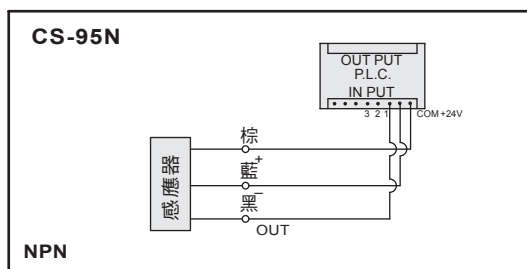 CS-95N
OUT PUT
P.L.C.
IN PUT
3 2 1 COM +24V
棕
+
藍
黑
−
OUT
感應器
NPN